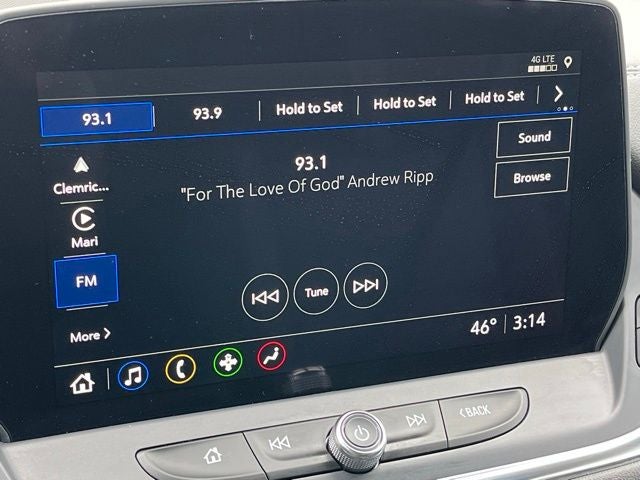 4G LTE
93.1 93.9 Hold to Set Hold to Set Hold to Set
Sound
93.1
Clemric...
"For The Love Of God" Andrew Ripp
Browse
Mari
FM
Tune
More
46° 3:14
BACK